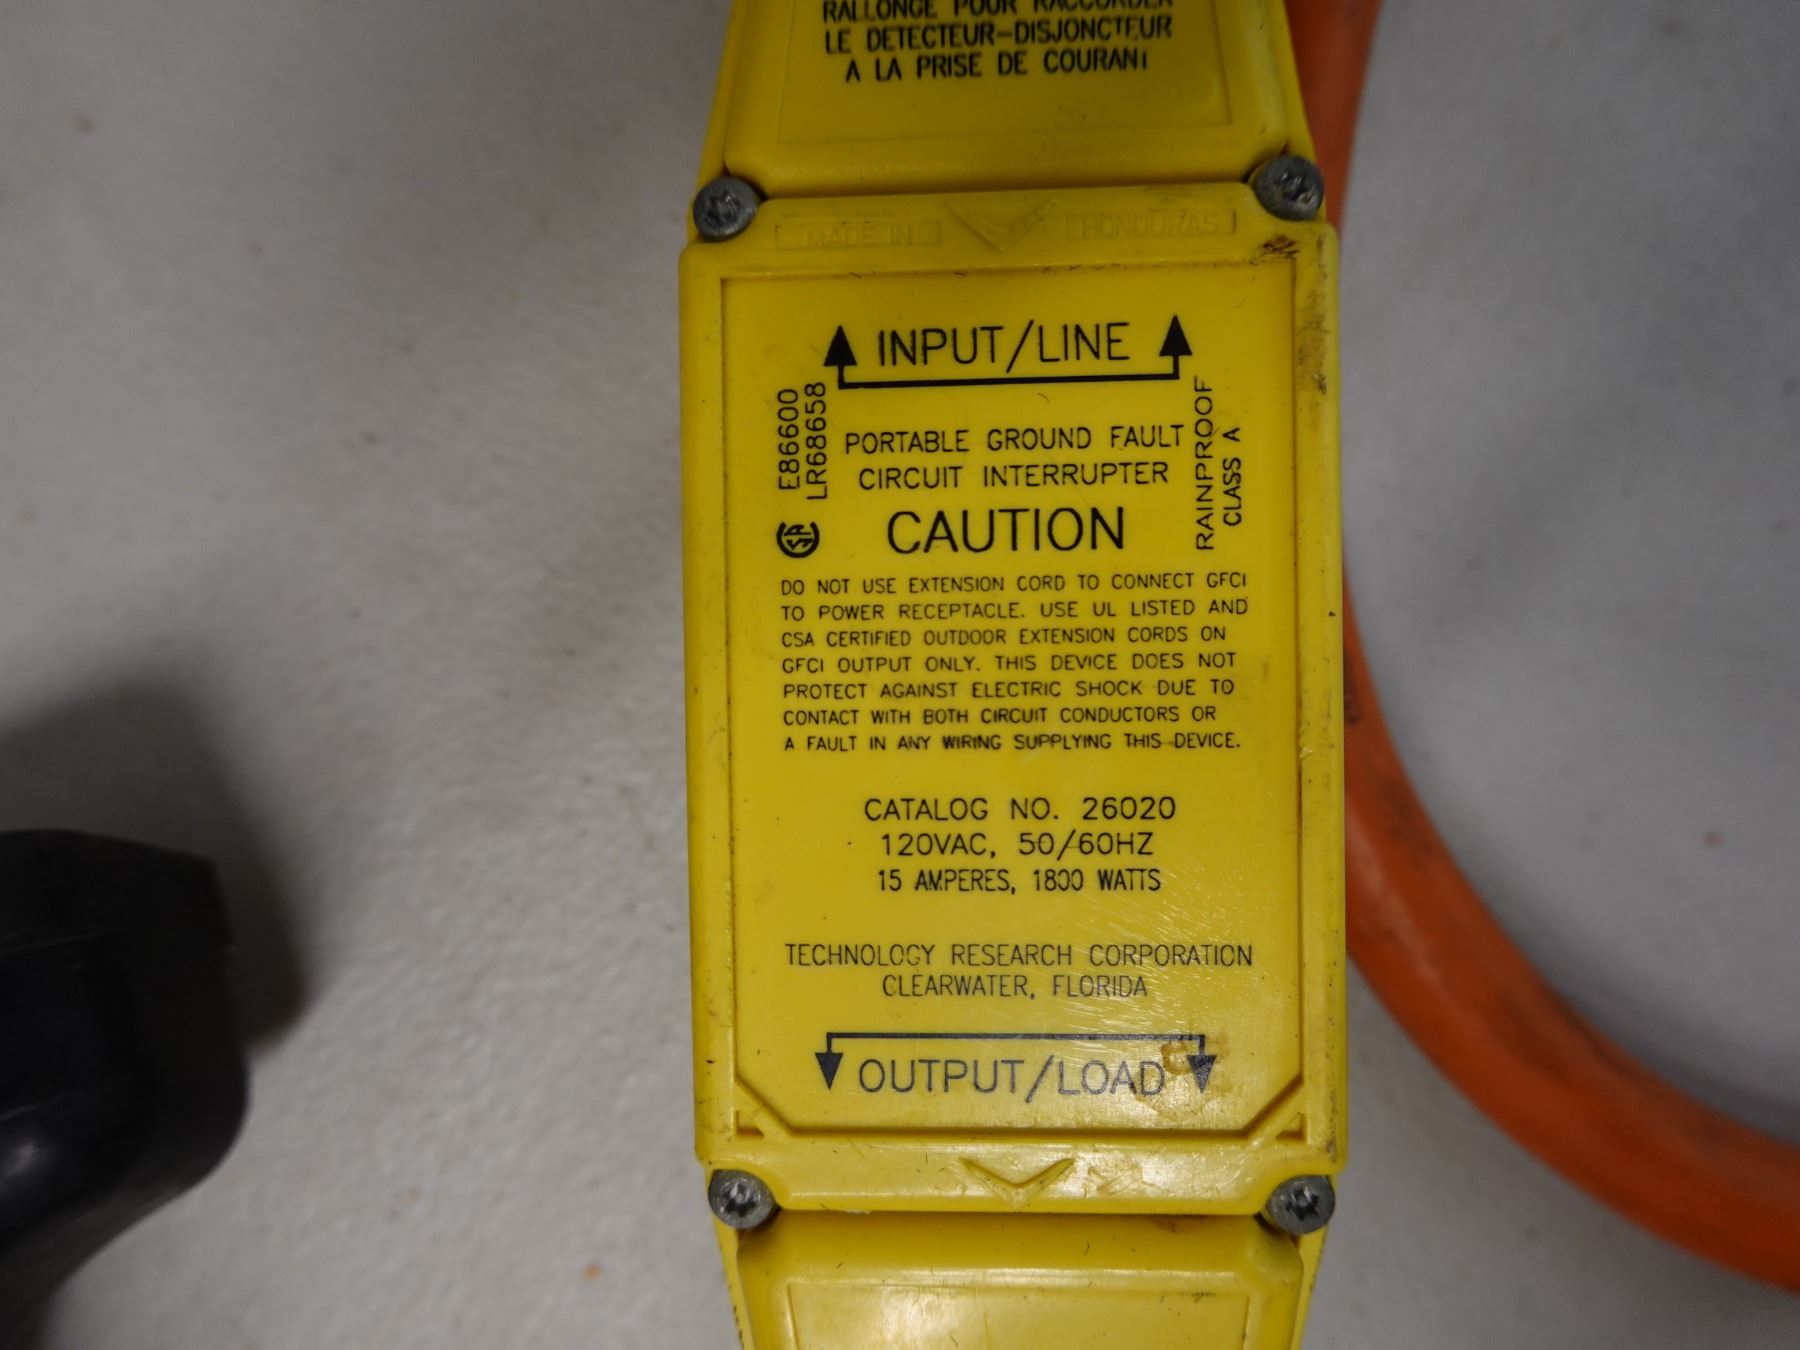 RALLONGE POUR RACCORDER
LE DETECTEUR-DISJONCTEUR
A LA PRISE DE COURANT
MADE IN HONDURAS
INPUT/LINE
E86600
LR68658
SA
PORTABLE GROUND FAULT
CIRCUIT INTERRUPTER
RAINPROOF
CLASS A
CAUTION
DO NOT USE EXTENSION CORD TO CONNECT GFCI
TO POWER RECEPTACLE. USE UL LISTED AND
CSA CERTIFIED OUTDOOR EXTENSION CORDS ON
GFCI OUTPUT ONLY. THIS DEVICE DOES NOT
PROTECT AGAINST ELECTRIC SHOCK DUE TO
CONTACT WITH BOTH CIRCUIT CONDUCTORS OR
A FAULT IN ANY WIRING SUPPLYING THIS DEVICE.
CATALOG NO. 26020
120VAC, 50/60HZ
15 AMPERES, 1800 WATTS
TECHNOLOGY RESEARCH CORPORATION
CLEARWATER, FLORIDA
OUTPUT/LOAD